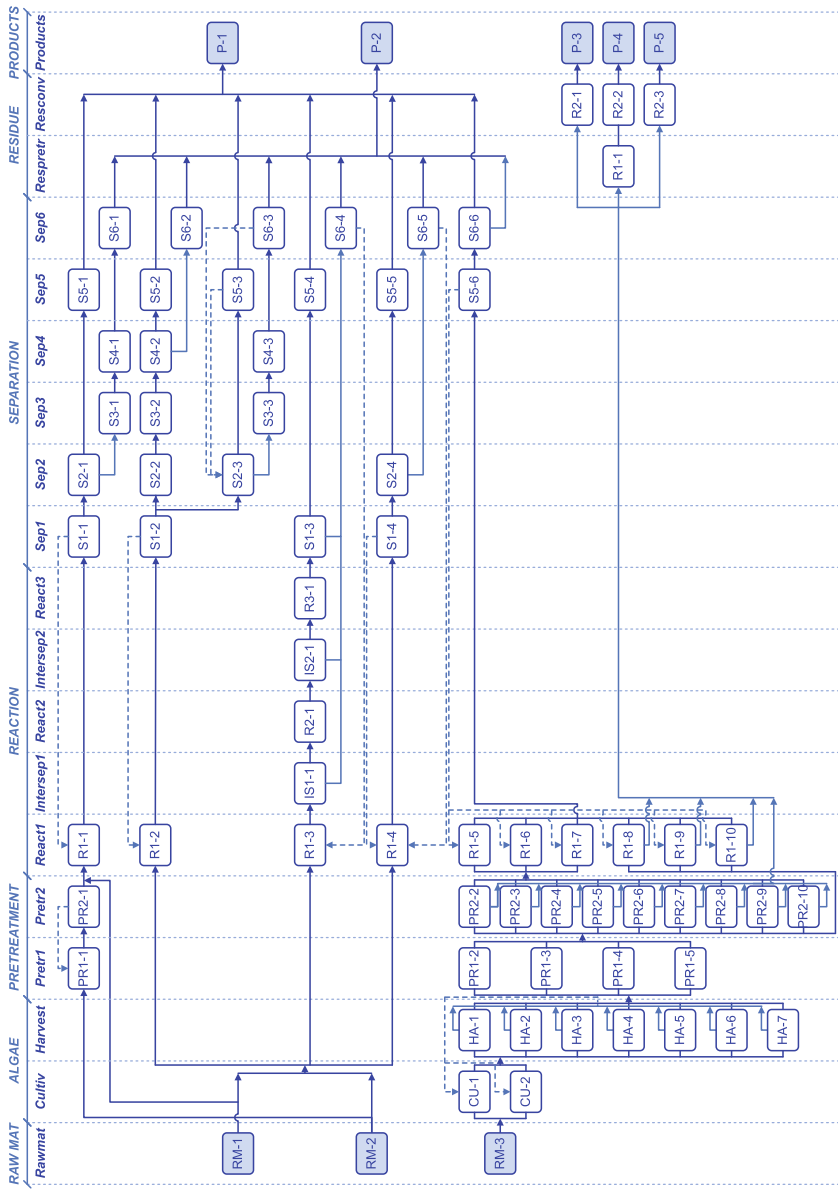 RAW MAT ALGAE PRETREATMENT REACTION SEPARATION RESIDUE PRODUCTS
Rawmat Cultiv Harvest Pretr1 Pretr2 React1 Intersep1 React2 Intersep2 React3 Sep1 Sep2 Sep3 Sep4 Sep5 Sep6 Respretr Resconv Products
PR1-1 PR2-1 R1-1 S1-1 S2-1 S5-1
S3-1 S4-1 S6-1
R1-2 S1-2 S2-2 S3-2 S4-2 S5-2
S6-2
P-1
RM-1 S2-3 S5-3
S3-3 S4-3 S6-3
R1-3 IS1-1 R2-1 IS2-1 R3-1 S1-3 S5-4
S6-4
RM-2 P-2
R1-4 S1-4 S2-4 S5-5
S6-5
CU-1 HA-1 PR1-2 PR2-2 R1-5 S5-6 S6-6
RM-3
PR2-3
CU-2 HA-2 R1-6
PR1-3
PR2-4
HA-3 R1-7 R2-1 P-3
PR2-5
PR1-4 R1-1 R2-2 P-4
HA-4 R1-8
PR2-6
R2-3 P-5
HA-5 PR2-7 R1-9
PR1-5
PR2-8
HA-6 R1-10
PR2-9
HA-7
PR2-10